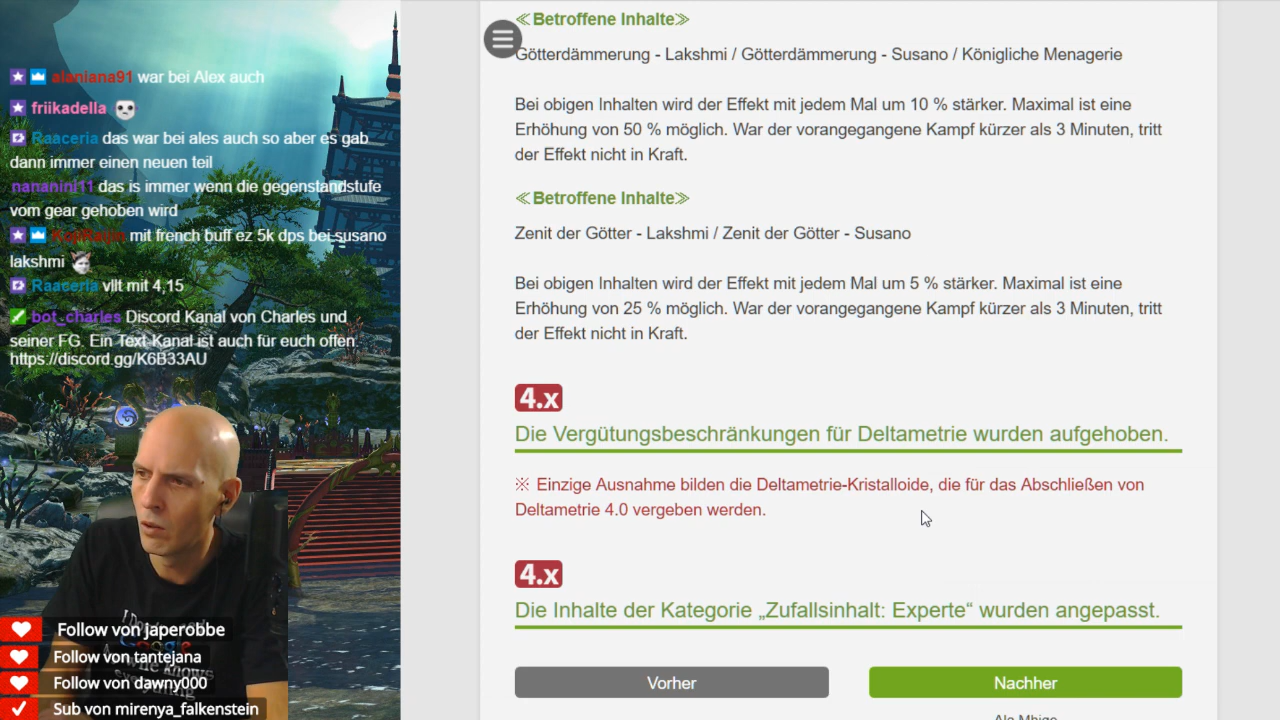 alaniana91 war bei Alex auch
friikadella
Raaceria das war bei ales auch so aber es gab
dann immer einen neuen teil
nananini11 das is immer wenn die gegenstandstufe
vom gear gehoben wird
mit french buff ez 5k dps bei susano
lakshmi
Raaceria vllt mit 4,15
bot_charles Discord Kanal von Charles und
seiner FG. Ein Text-Kanal ist auch für euch offen.
https://discord.gg/K6B33AU
Follow von japerobbe
Follow von tantejana
Follow von dawny000
Sub von mirenya_falkenstein
≪Betroffene Inhalte≫
Götterdämmerung - Lakshmi / Götterdämmerung - Susano / Königliche Menagerie
Bei obigen Inhalten wird der Effekt mit jedem Mal um 10 % stärker. Maximal ist eine
Erhöhung von 50 % möglich. War der vorangegangene Kampf kürzer als 3 Minuten, tritt
der Effekt nicht in Kraft.
≪Betroffene Inhalte≫
Zenit der Götter - Lakshmi / Zenit der Götter - Susano
Bei obigen Inhalten wird der Effekt mit jedem Mal um 5 % stärker. Maximal ist eine
Erhöhung von 25 % möglich. War der vorangegangene Kampf kürzer als 3 Minuten, tritt
der Effekt nicht in Kraft.
4.x
Die Vergütungsbeschränkungen für Deltametrie wurden aufgehoben.
※ Einzige Ausnahme bilden die Deltametrie-Kristalloide, die für das Abschließen von
Deltametrie 4.0 vergeben werden.
4.x
Die Inhalte der Kategorie „Zufallsinhalt: Experte“ wurden angepasst.
Vorher
Nachher
Ala Mhigo